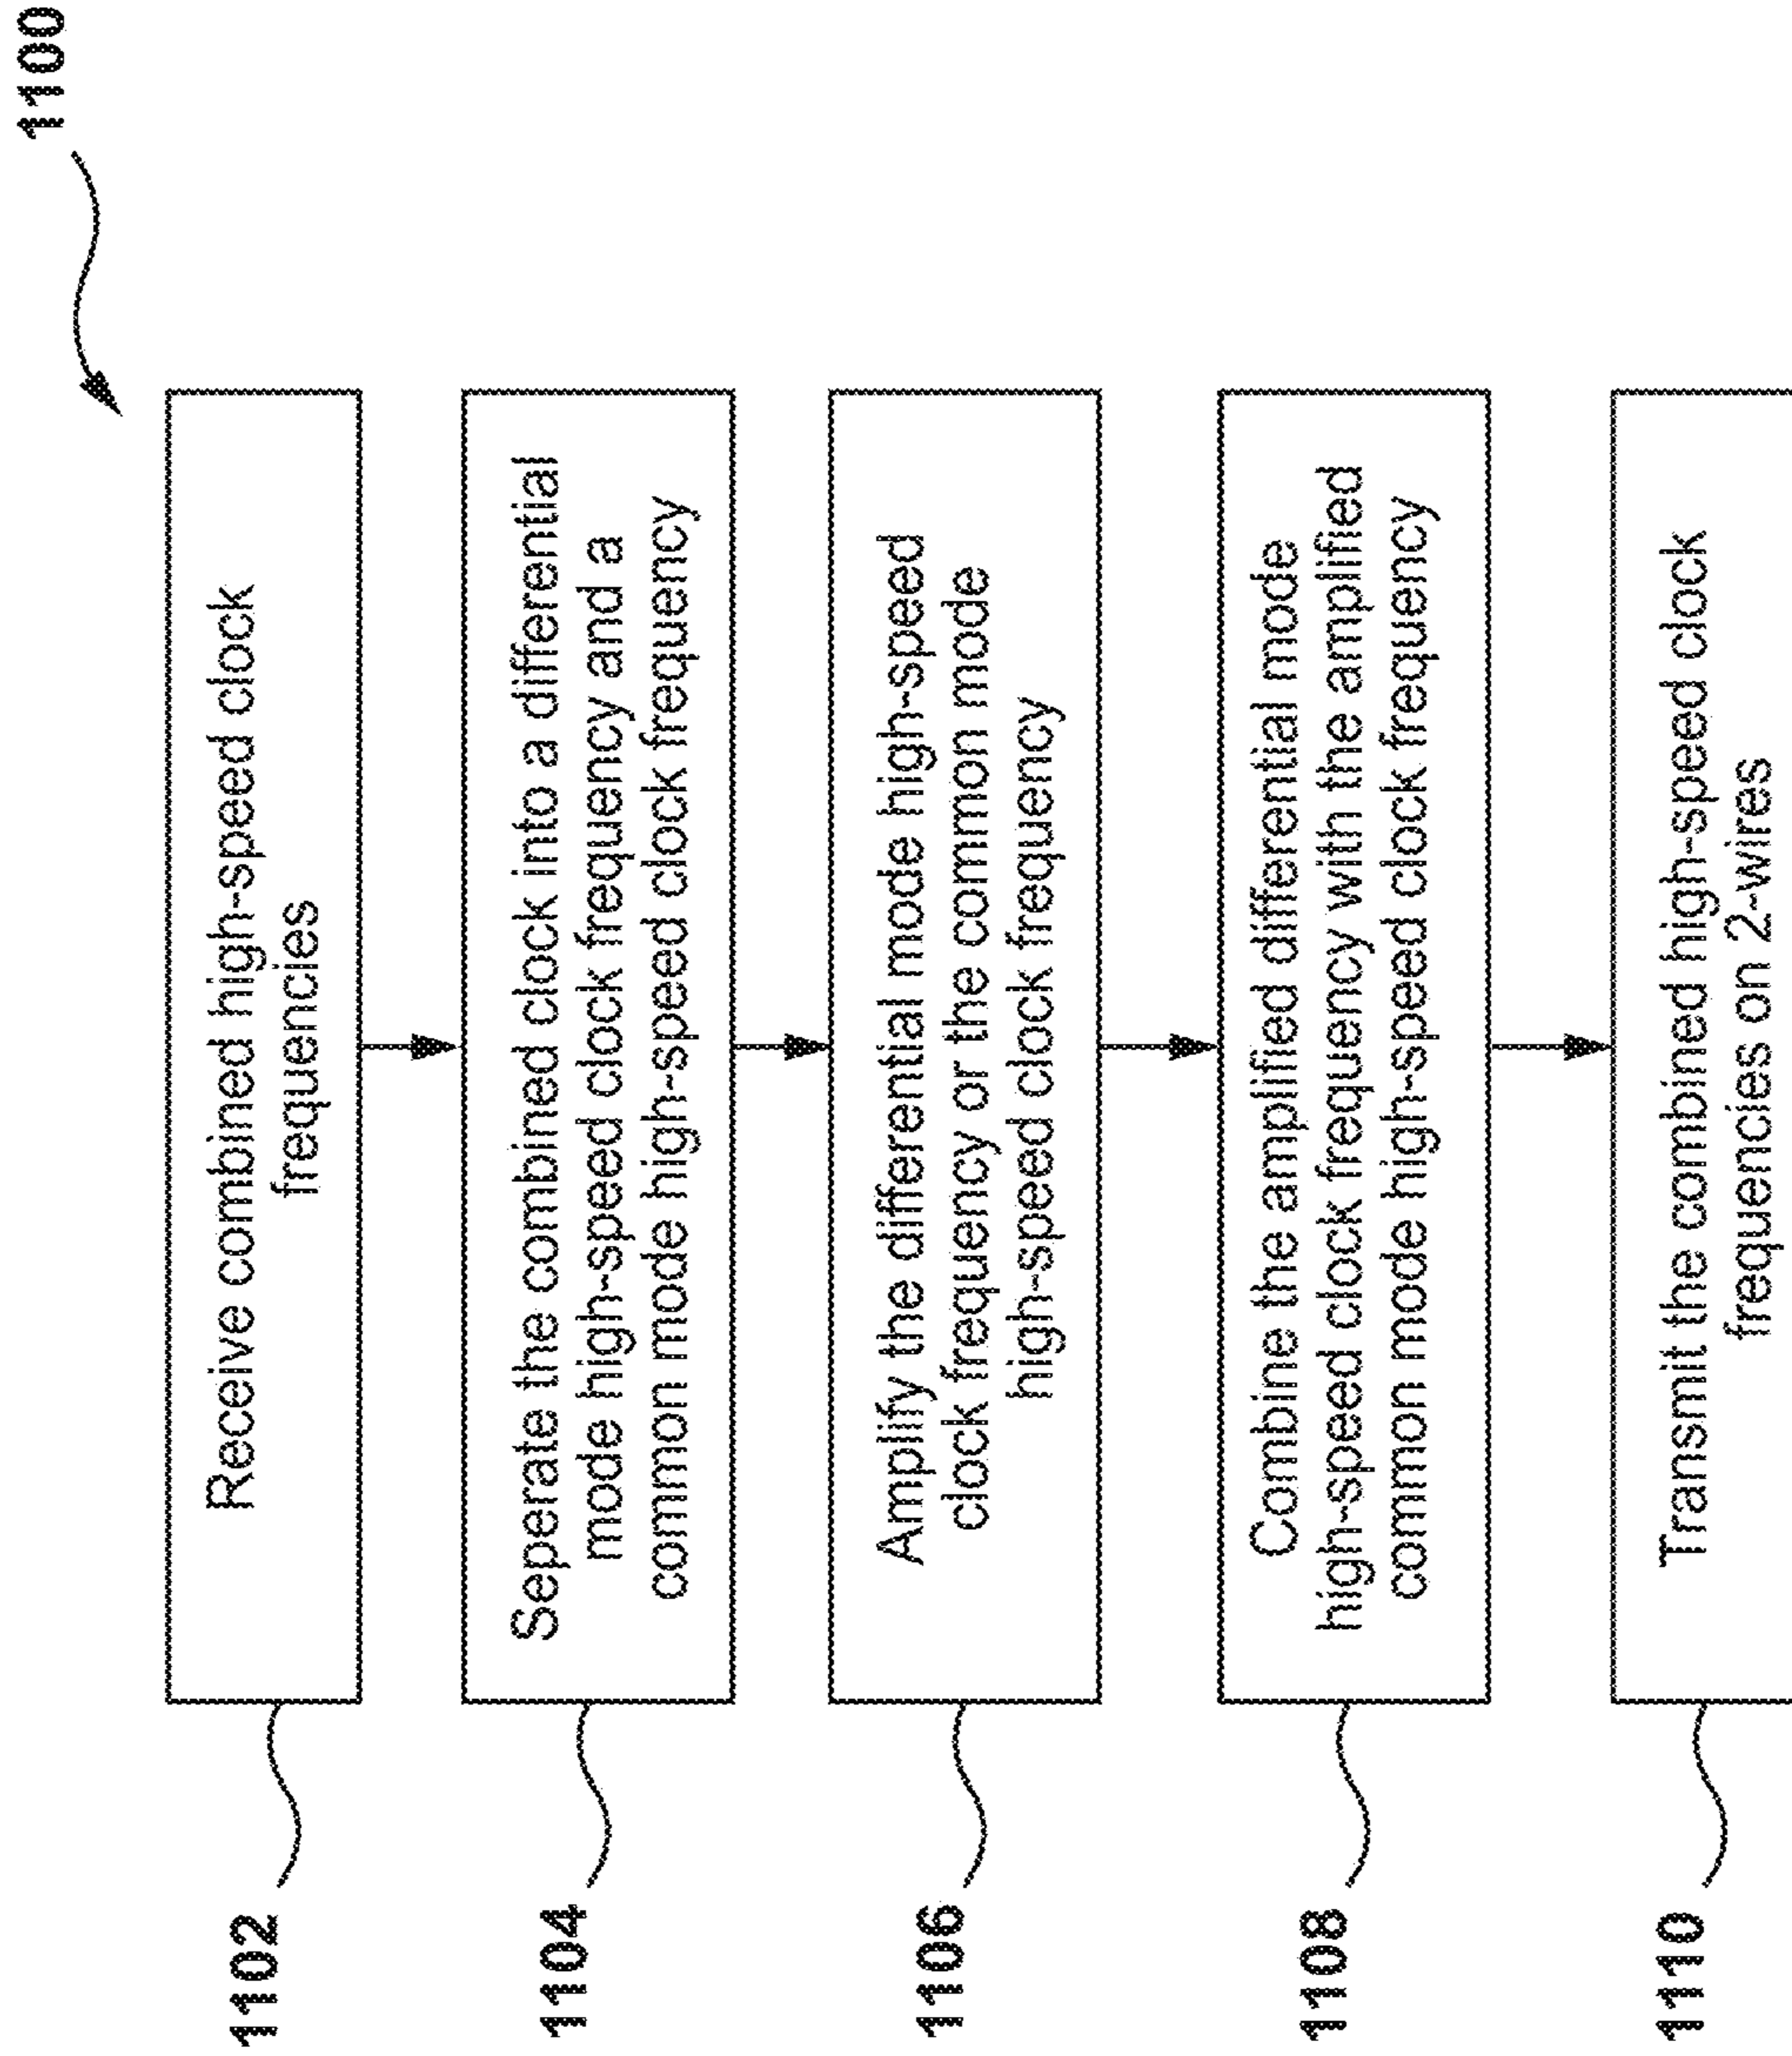 1100
1102
Receive combined high-speed clock
frequencies
1104
Seperate the combined clock into a differential
mode high-speed clock frequency and a
common mode high-speed clock frequency
1106
Amplify the differential mode high-speed
clock frequency or the common mode
high-speed clock frequency
1108
Combine the amplified differential mode
high-speed clock frequency with the amplified
common mode high-speed clock frequency
1110
Transmit the combined high-speed clock
frequencies on 2-wires